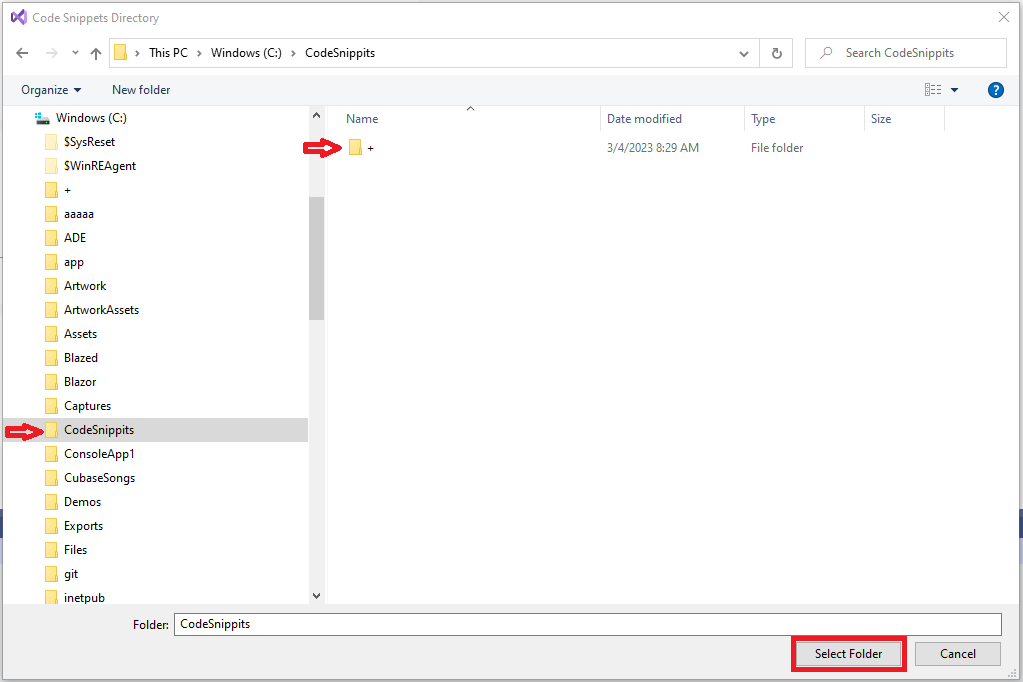 Code Snippets Directory
This PC > Windows (C:) > CodeSnippits
Search CodeSnippits
Organize
New folder
?
Windows (C:)
$SysReset
$WinREAgent
+
aaaaa
ADE
app
Artwork
ArtworkAssets
Assets
Blazed
Blazor
Captures
CodeSnippits
ConsoleApp1
CubaseSongs
Demos
Exports
Files
git
inetpub
Name Date modified Type Size
+ 3/4/2023 8:29 AM File folder
Folder: CodeSnippits
Select Folder Cancel